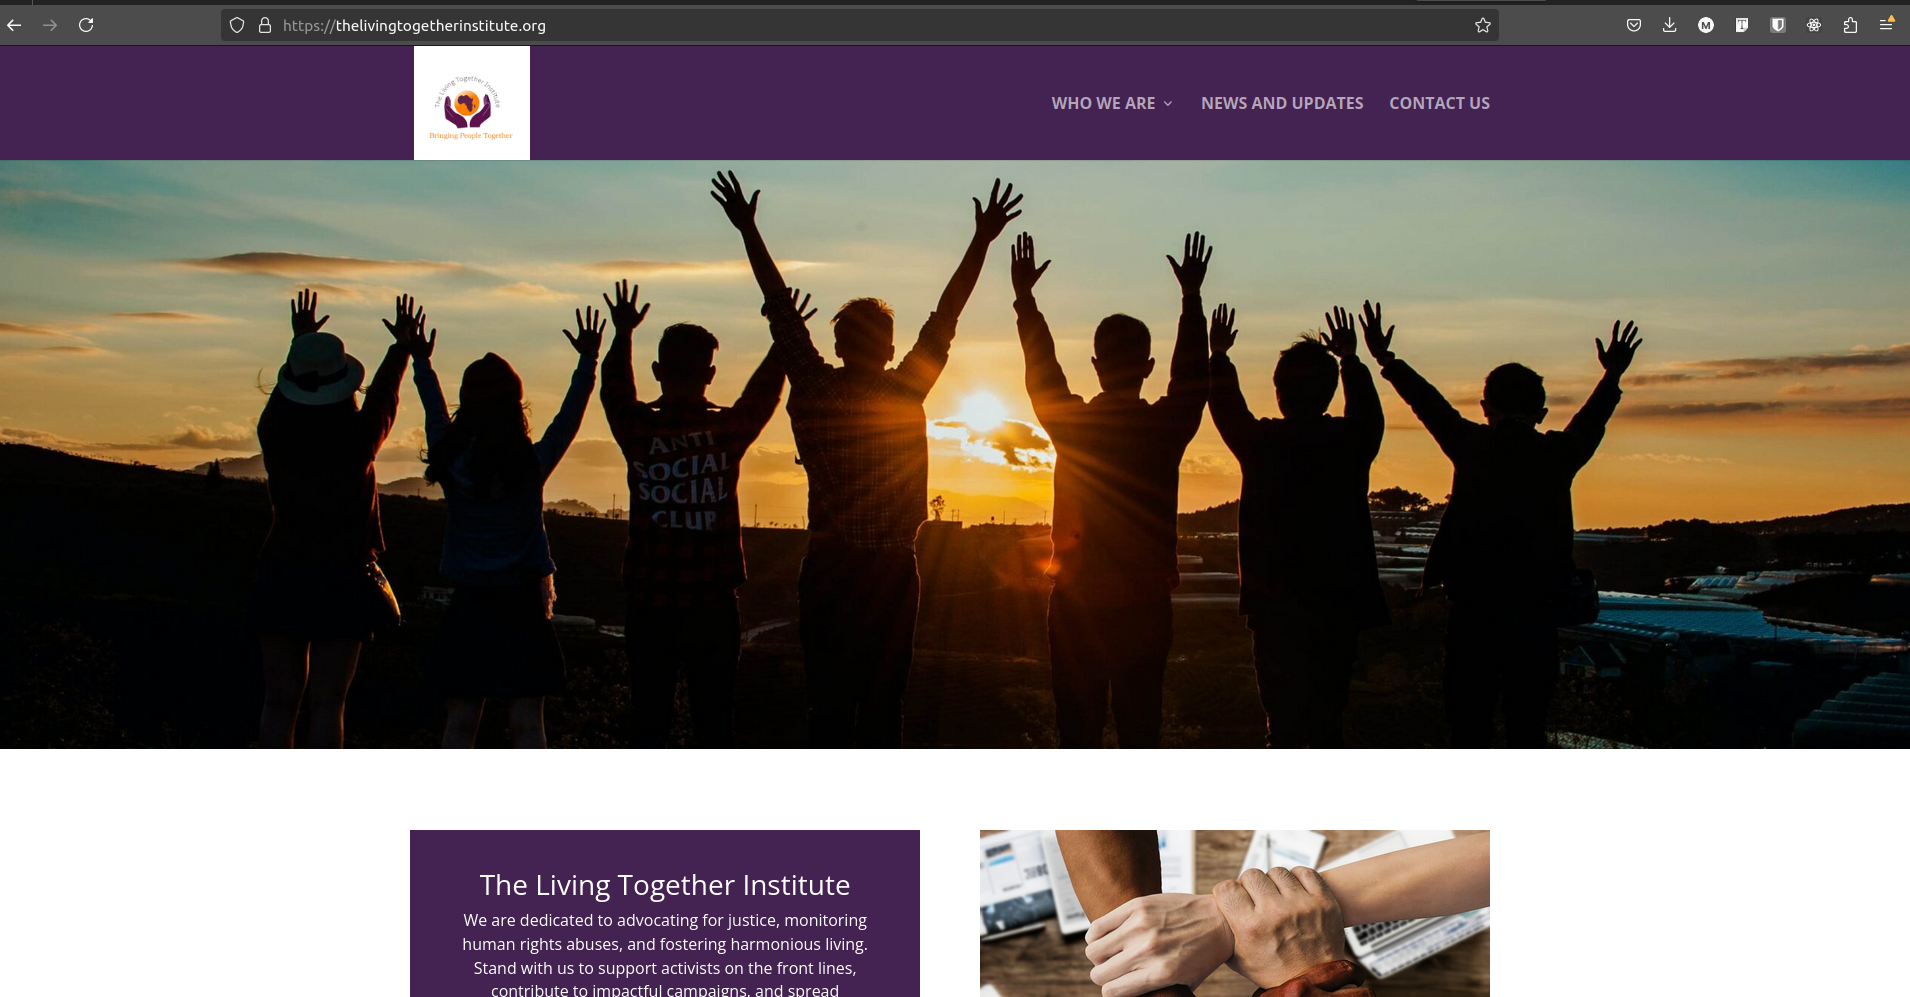 https://thelivingtogetherinstitute.org
The Living Together Institute
Bringing People Together
WHO WE ARE
NEWS AND UPDATES
CONTACT US
ANTI
SOCIAL
SOCIAL
CLUB
The Living Together Institute
We are dedicated to advocating for justice, monitoring
human rights abuses, and fostering harmonious living.
Stand with us to support activists on the front lines,
contribute to impactful campaigns, and spread